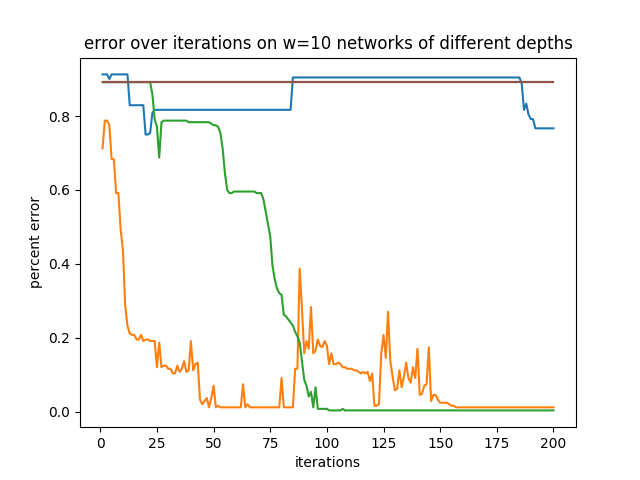 error over iterations on w=10 networks of different depths
percent error
0.8
0.6
0.4
0.2
0.0
0 25 50 75 100 125 150 175 200
iterations